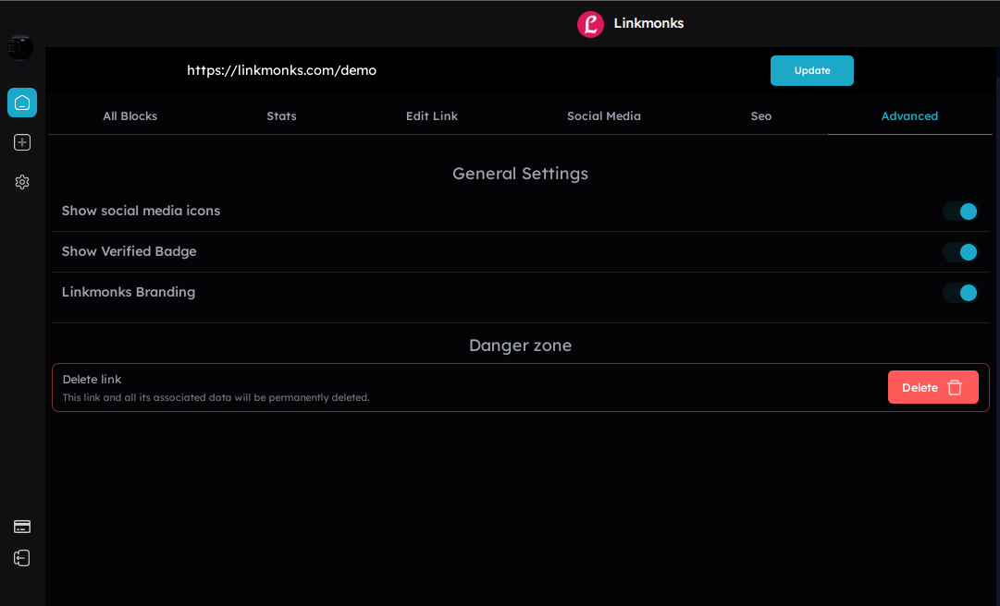 Linkmonks
https://linkmonks.com/demo
Update
All Blocks
Stats
Edit Link
Social Media
Seo
Advanced
General Settings
Show social media icons
Show Verified Badge
Linkmonks Branding
Danger zone
Delete link
This link and all its associated data will be permanently deleted.
Delete